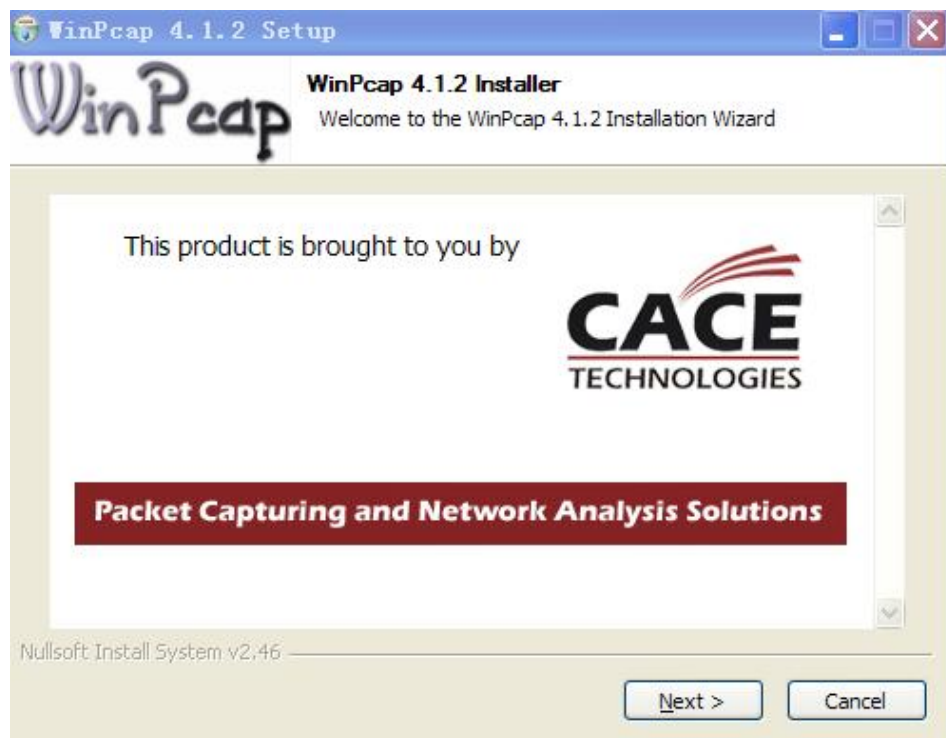 WinPcap 4.1.2 Setup
WinPcap
WinPcap 4.1.2 Installer
Welcome to the WinPcap 4.1.2 Installation Wizard
This product is brought to you by
CACE
TECHNOLOGIES
Packet Capturing and Network Analysis Solutions
Nullsoft Install System v2.46
Next >
Cancel